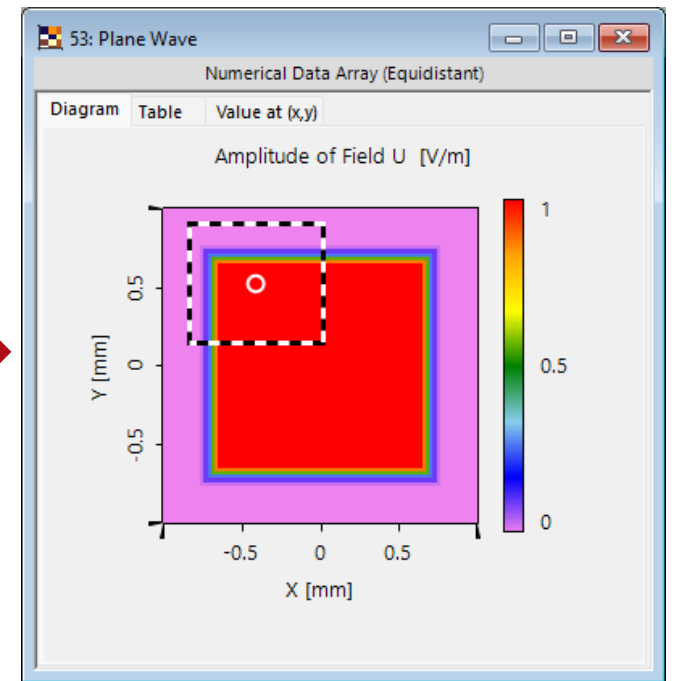 53: Plane Wave
Numerical Data Array (Equidistant)
Diagram Table Value at (x,y)
Amplitude of Field U [V/m]
1
0.5
0
Y [mm]
0.5
0
-0.5
-0.5 0 0.5
X [mm]